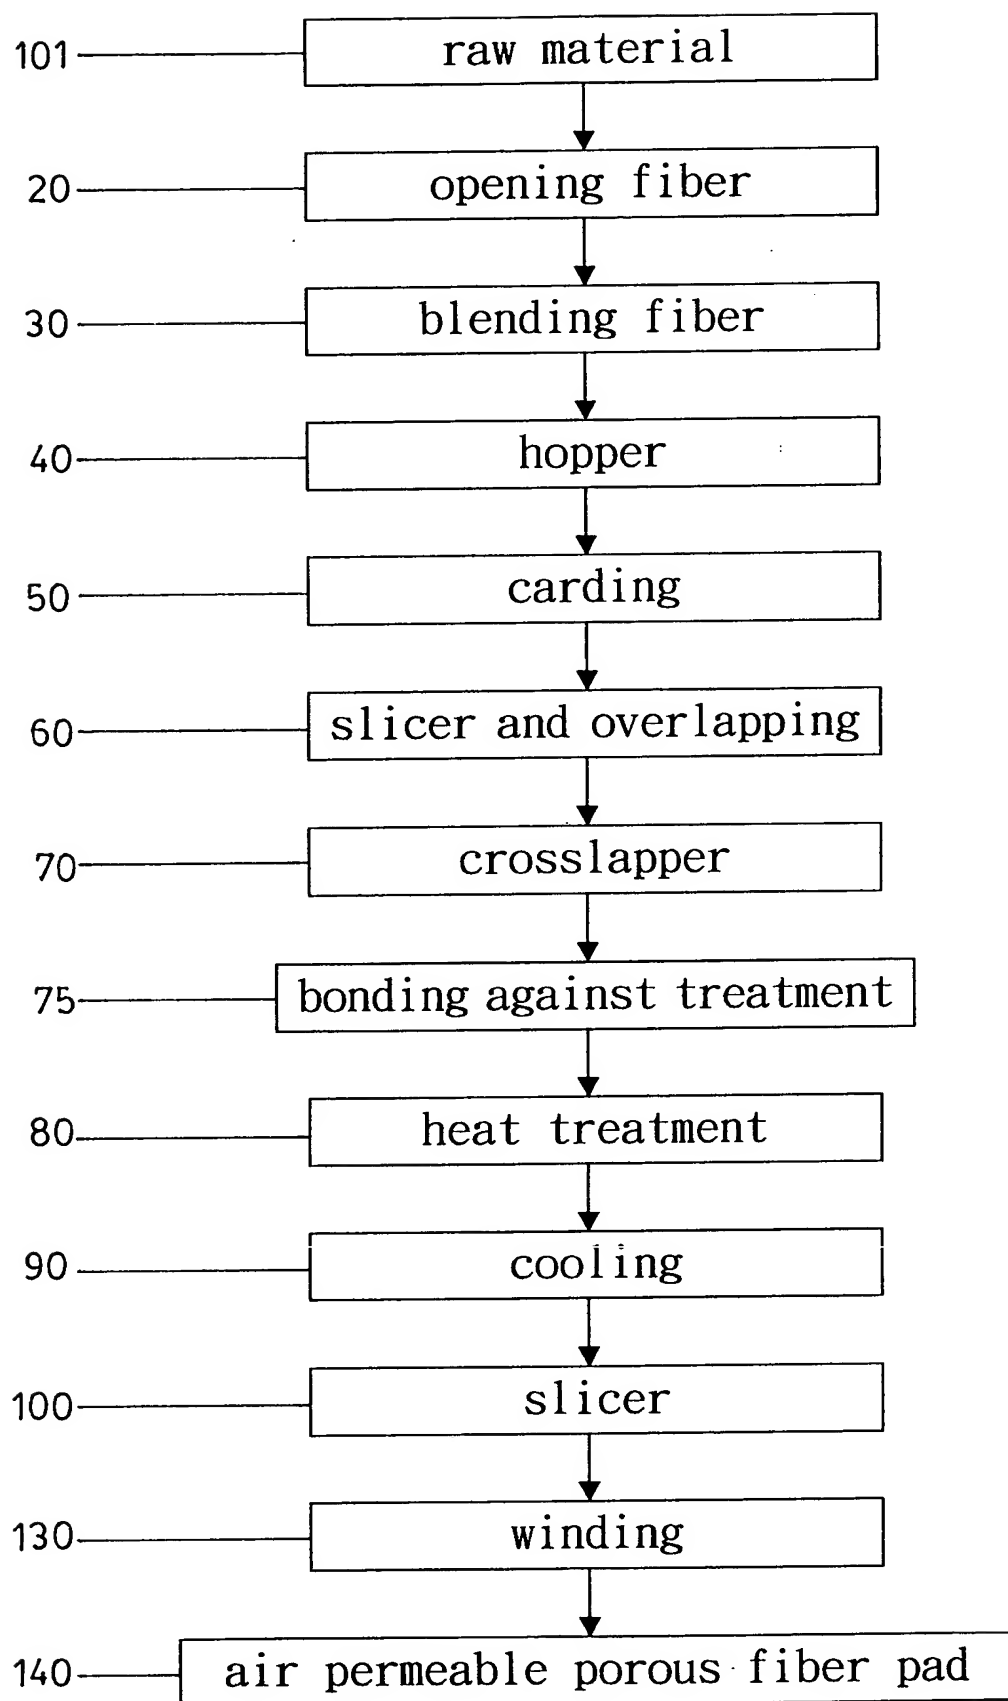 101 raw material
20 opening fiber
30 blending fiber
40 hopper
50 carding
60 slicer and overlapping
70 crosslapper
75 bonding against treatment
80 heat treatment
90 cooling
100 slicer
130 winding
140 air permeable porous fiber pad